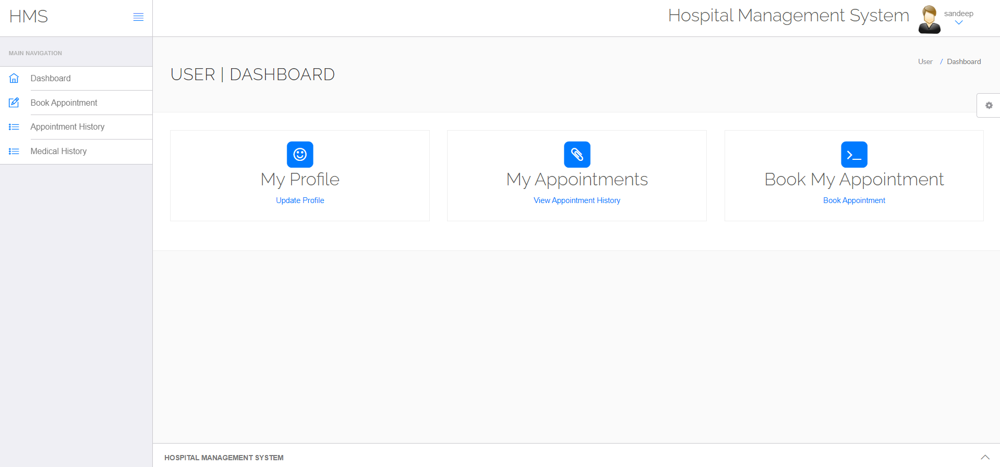 HMS
Hospital Management System
sandeep
MAIN NAVIGATION
Dashboard
Book Appointment
Appointment History
Medical History
USER | DASHBOARD
User / Dashboard
My Profile
Update Profile
My Appointments
View Appointment History
Book My Appointment
Book Appointment
HOSPITAL MANAGEMENT SYSTEM